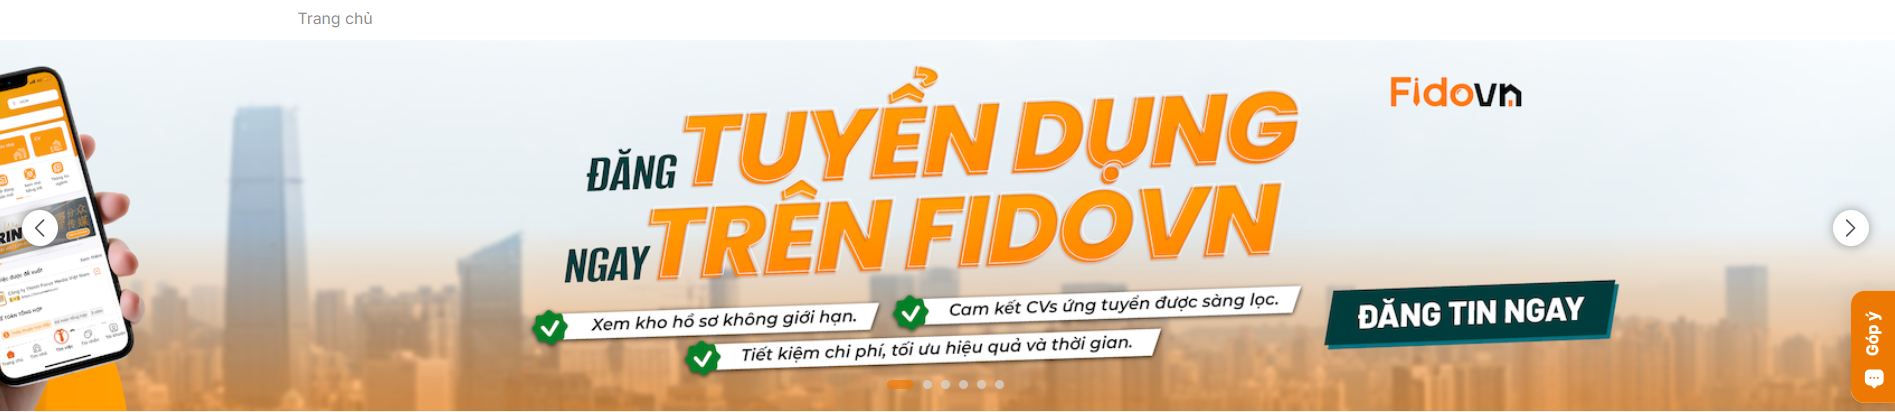 Trang chủ
Fidovn
ĐĂNG TUYỂN DỤNG
NGAY TRÊN FIDOVN
Xem kho hồ sơ không giới hạn.
Cam kết CVs ứng tuyển được sàng lọc.
Tiết kiệm chi phí, tối ưu hiệu quả và thời gian.
ĐĂNG TIN NGAY
Góp ý